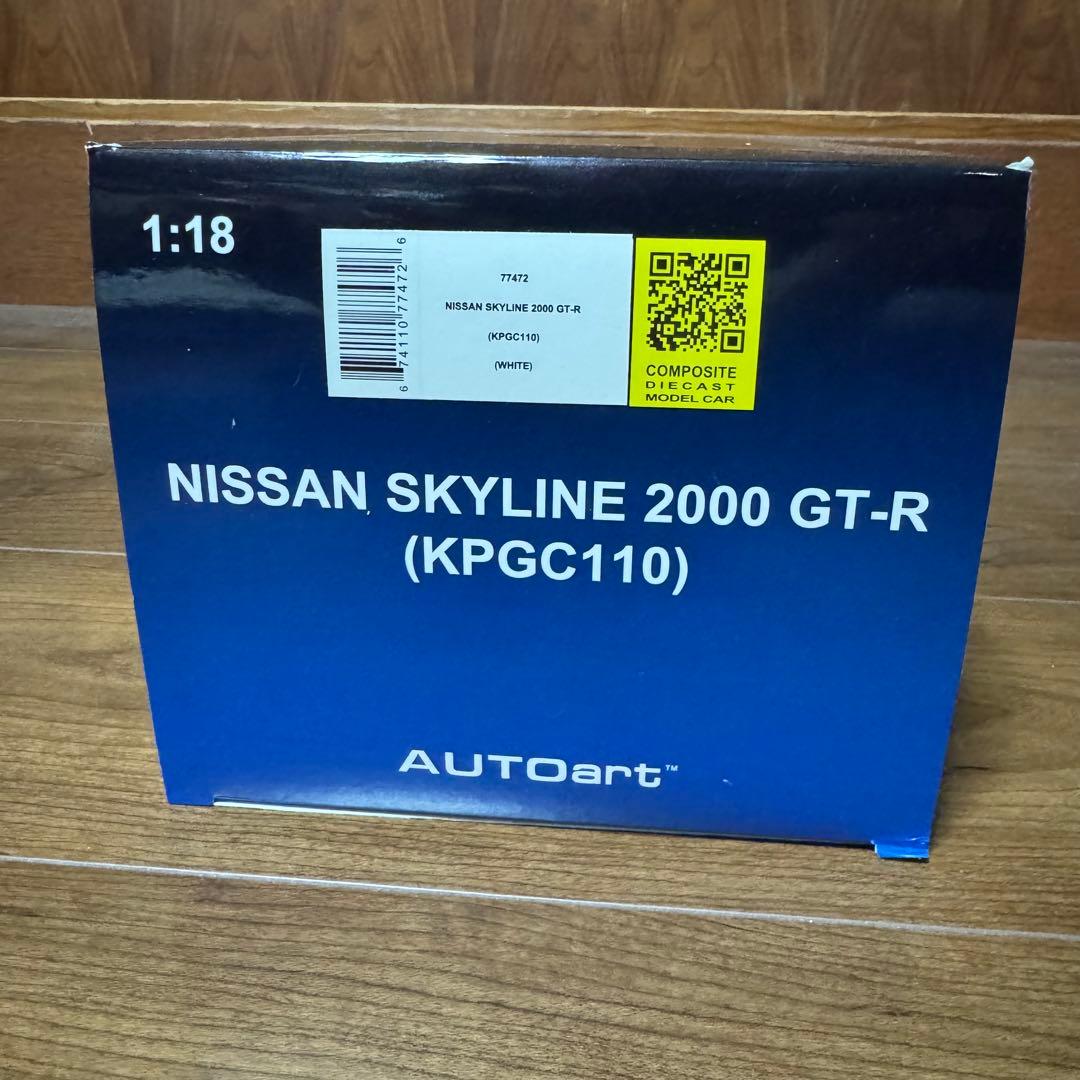 1:18
6 74110 77472 6
77472
NISSAN SKYLINE 2000 GT-R
(KPGC110)
(WHITE)
COMPOSITE
DIECAST
MODEL CAR
NISSAN SKYLINE 2000 GT-R
(KPGC110)
AUTOart™